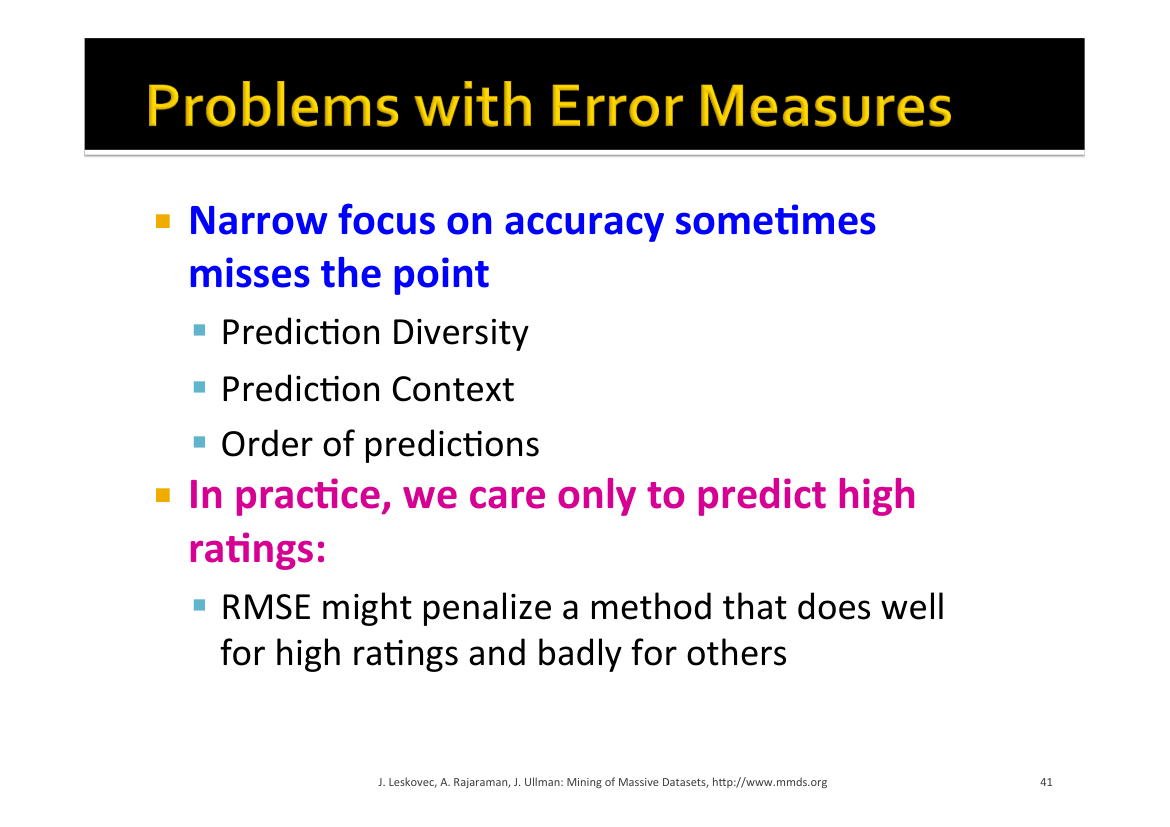 Problems with Error Measures
Narrow focus on accuracy sometimes
misses the point
Prediction Diversity
Prediction Context
Order of predictions
In practice, we care only to predict high
ratings:
RMSE might penalize a method that does well
for high ratings and badly for others
J. Leskovec, A. Rajaraman, J. Ullman: Mining of Massive Datasets, http://www.mmds.org
41